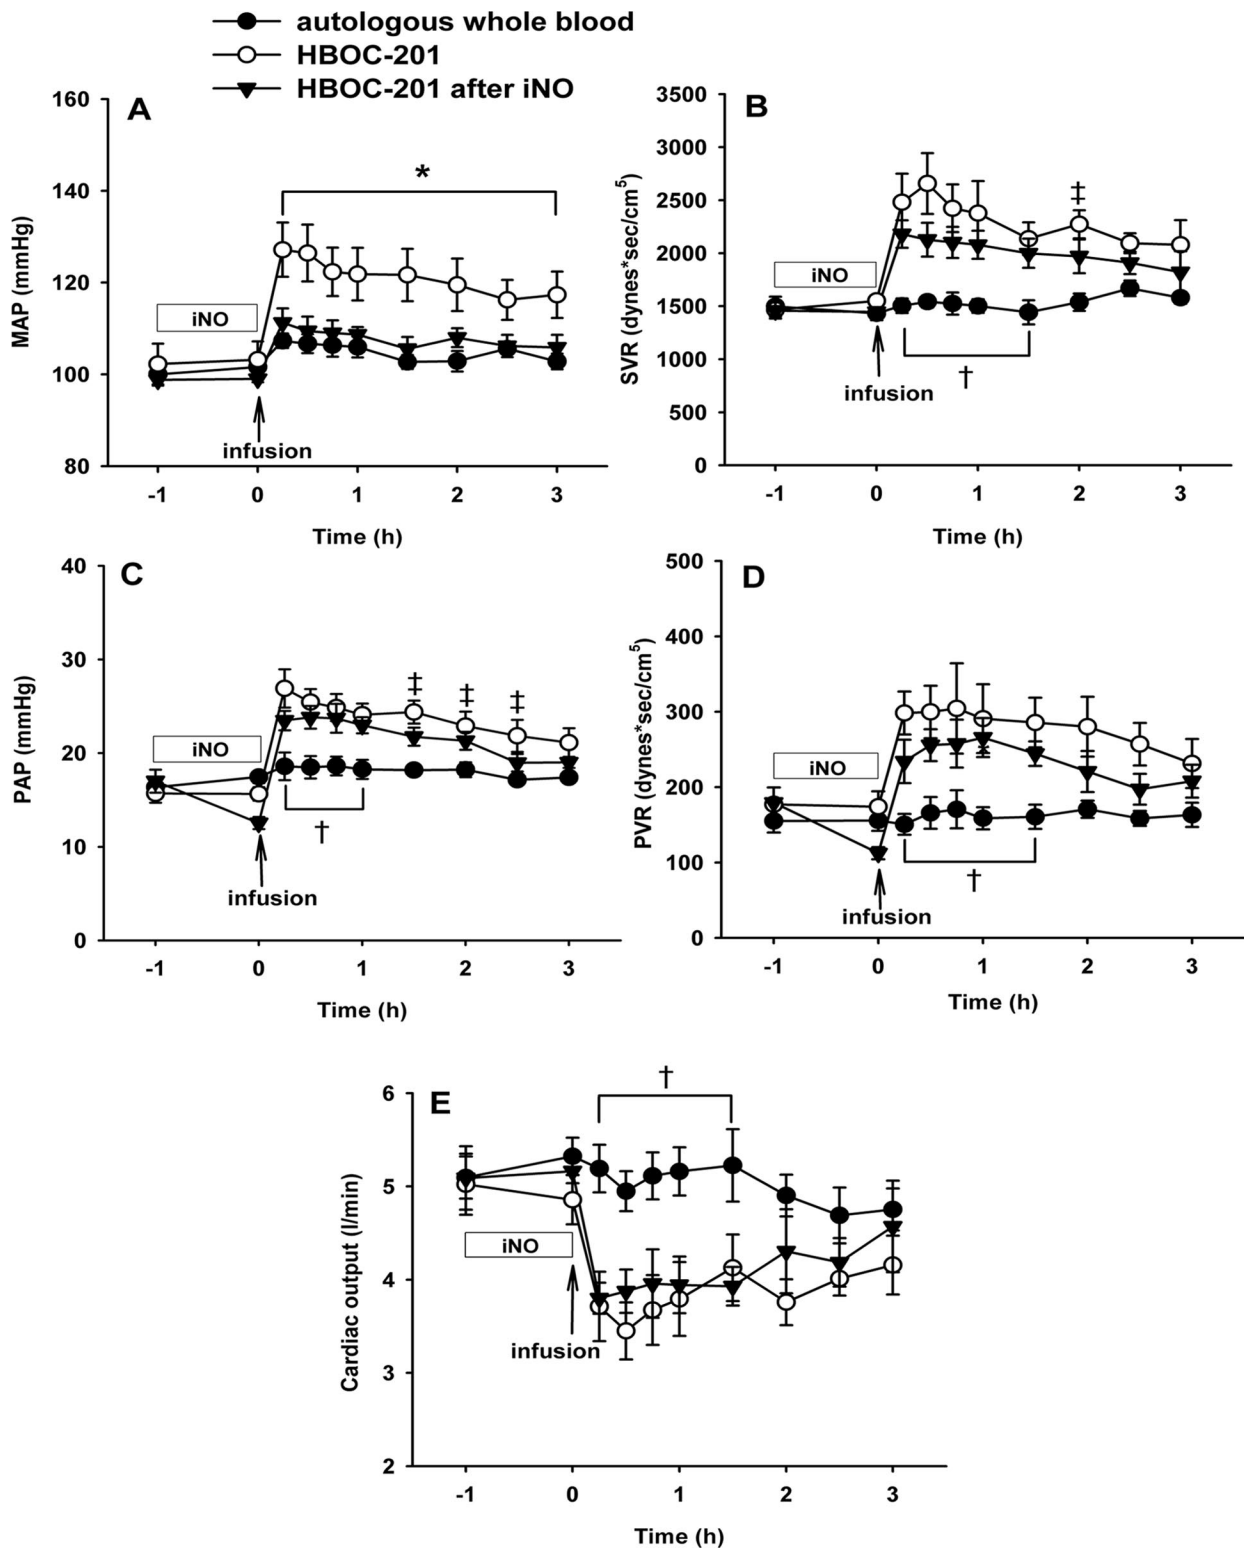 autologous whole blood
HBOC-201
HBOC-201 after iNO
A
160
140
120
100
80
MAP (mmHg)
*
iNO
infusion
-1 0 1 2 3
Time (h)
B
3500
3000
2500
2000
1500
1000
500
0
SVR (dynes*sec/cm⁵)
‡
iNO
†
infusion
-1 0 1 2 3
Time (h)
C
40
30
20
10
0
PAP (mmHg)
‡ ‡ ‡
iNO
†
infusion
-1 0 1 2 3
Time (h)
D
500
400
300
200
100
0
PVR (dynes*sec/cm⁵)
iNO
†
infusion
-1 0 1 2 3
Time (h)
E
6
5
4
3
2
Cardiac output (l/min)
†
iNO
infusion
-1 0 1 2 3
Time (h)